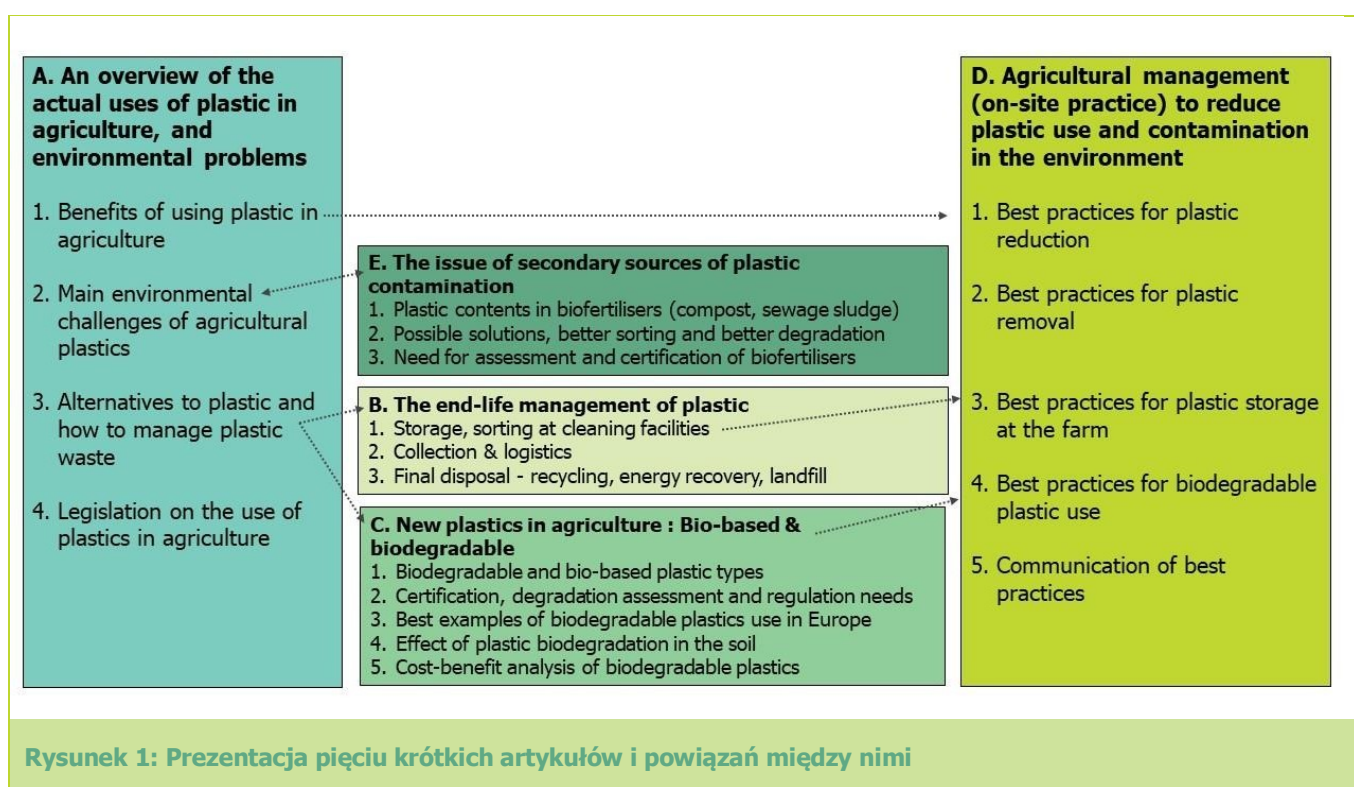 A. An overview of the
actual uses of plastic in
agriculture, and
environmental problems
1. Benefits of using plastic in
agriculture
2. Main environmental
challenges of agricultural
plastics
3. Alternatives to plastic and
how to manage plastic
waste
4. Legislation on the use of
plastics in agriculture
E. The issue of secondary sources of plastic
contamination
1. Plastic contents in biofertilisers (compost, sewage sludge)
2. Possible solutions, better sorting and better degradation
3. Need for assessment and certification of biofertilisers
B. The end-life management of plastic
1. Storage, sorting at cleaning facilities
2. Collection & logistics
3. Final disposal - recycling, energy recovery, landfill
C. New plastics in agriculture : Bio-based &
biodegradable
1. Biodegradable and bio-based plastic types
2. Certification, degradation assessment and regulation needs
3. Best examples of biodegradable plastics use in Europe
4. Effect of plastic biodegradation in the soil
5. Cost-benefit analysis of biodegradable plastics
D. Agricultural management
(on-site practice) to reduce
plastic use and contamination
in the environment
1. Best practices for plastic
reduction
2. Best practices for plastic
removal
3. Best practices for plastic storage
at the farm
4. Best practices for biodegradable
plastic use
5. Communication of best
practices
Rysunek 1: Prezentacja pięciu krótkich artykułów i powiązań między nimi